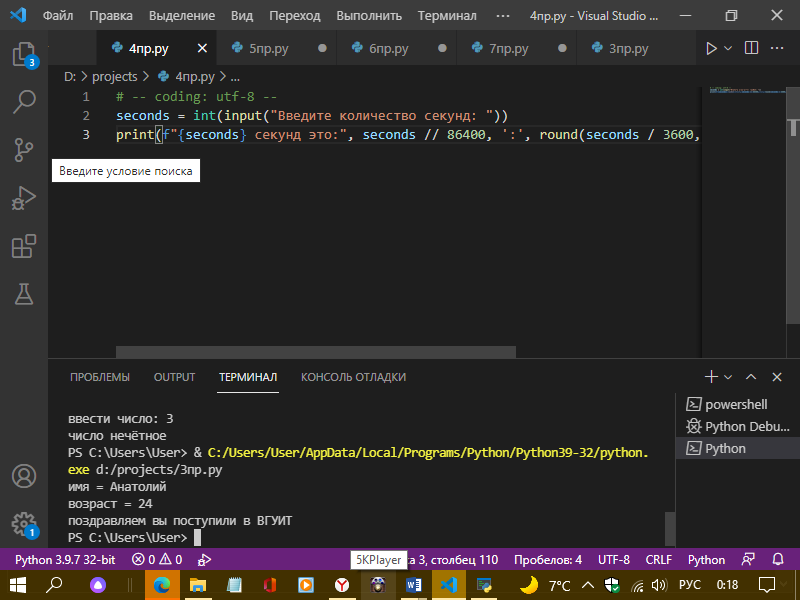 Файл Правка Выделение Вид Переход Выполнить Терминал ··· 4пр.py - Visual Studio ...
4пр.py 5пр.py 6пр.py 7пр.py 3пр.py
3
D: > projects > 4пр.py > ...
1 # -- coding: utf-8 --
2 seconds = int(input("Введите количество секунд: "))
3 print(f"{seconds} секунд это:", seconds // 86400, ':', round(seconds / 3600,
Введите условие поиска
ПРОБЛЕМЫ OUTPUT ТЕРМИНАЛ КОНСОЛЬ ОТЛАДКИ
ввести число: 3
число нечётное
PS C:\Users\User> & C:/Users/User/AppData/Local/Programs/Python/Python39-32/python.
exe d:/projects/3пр.py
имя = Анатолий
возраст = 24
поздравляем вы поступили в ВГУИТ
PS C:\Users\User>
powershell
Python Debu...
Python
1
Python 3.9.7 32-bit 0 0 5KPlayer ка 3, столбец 110 Пробелов: 4 UTF-8 CRLF Python
7°C РУС 0:18